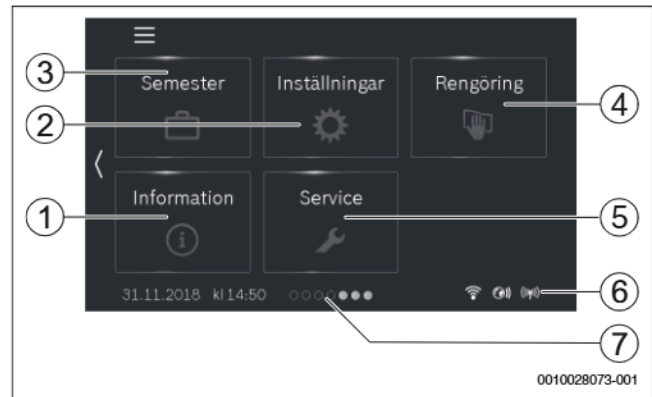 3 Semester Inställningar Rengöring 4
2
1 Information Service 5
31.11.2018 kl 14:50 6
7
0010028073-001